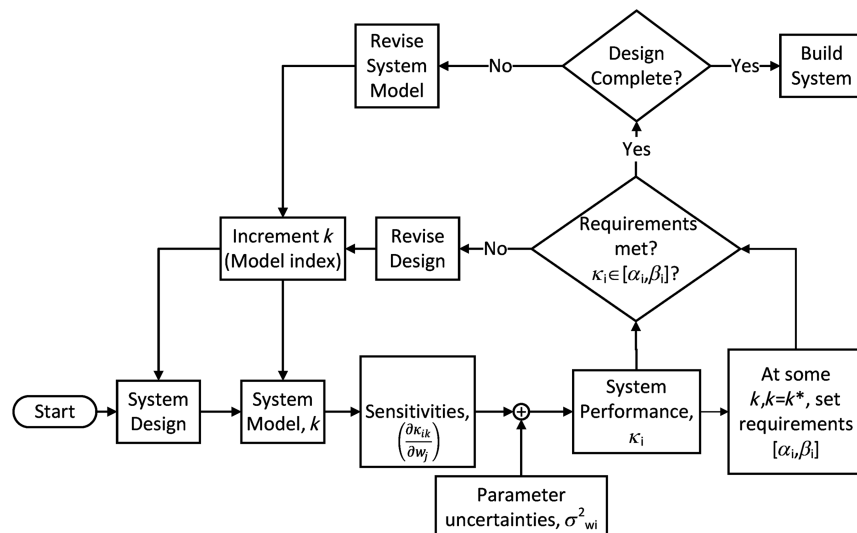 Revise
System
Model
No
Design
Complete?
Yes
Build
System
Yes
Increment k
(Model index)
Revise
Design
No
Requirements
met?
κi∈[αi,βi]?
Start
System
Design
System
Model, k
Sensitivities,
(∂κik/∂wj)
+
System
Performance,
κi
At some
k,k=k*, set
requirements
[αi,βi]
Parameter
uncertainties, σ²wi